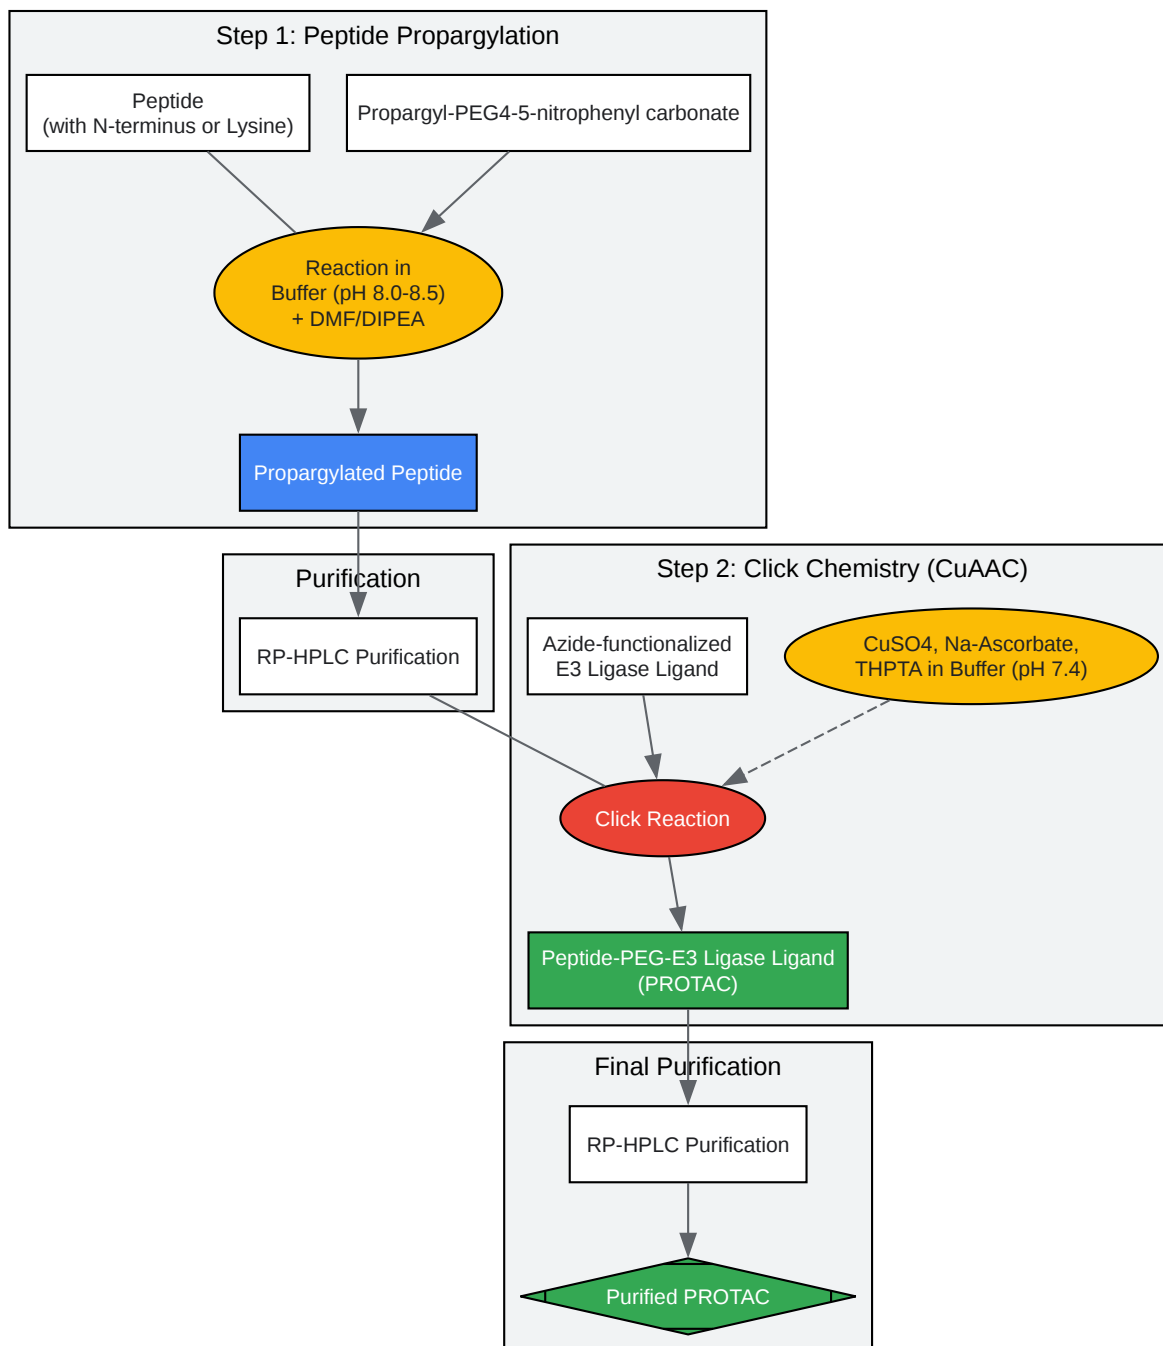 Step 1: Peptide Propargylation
Peptide
(with N-terminus or Lysine)
Propargyl-PEG4-5-nitrophenyl carbonate
Reaction in
Buffer (pH 8.0-8.5)
+ DMF/DIPEA
Propargylated Peptide
Purification
RP-HPLC Purification
Step 2: Click Chemistry (CuAAC)
Azide-functionalized
E3 Ligase Ligand
CuSO4, Na-Ascorbate,
THPTA in Buffer (pH 7.4)
Click Reaction
Peptide-PEG-E3 Ligase Ligand
(PROTAC)
Final Purification
RP-HPLC Purification
Purified PROTAC